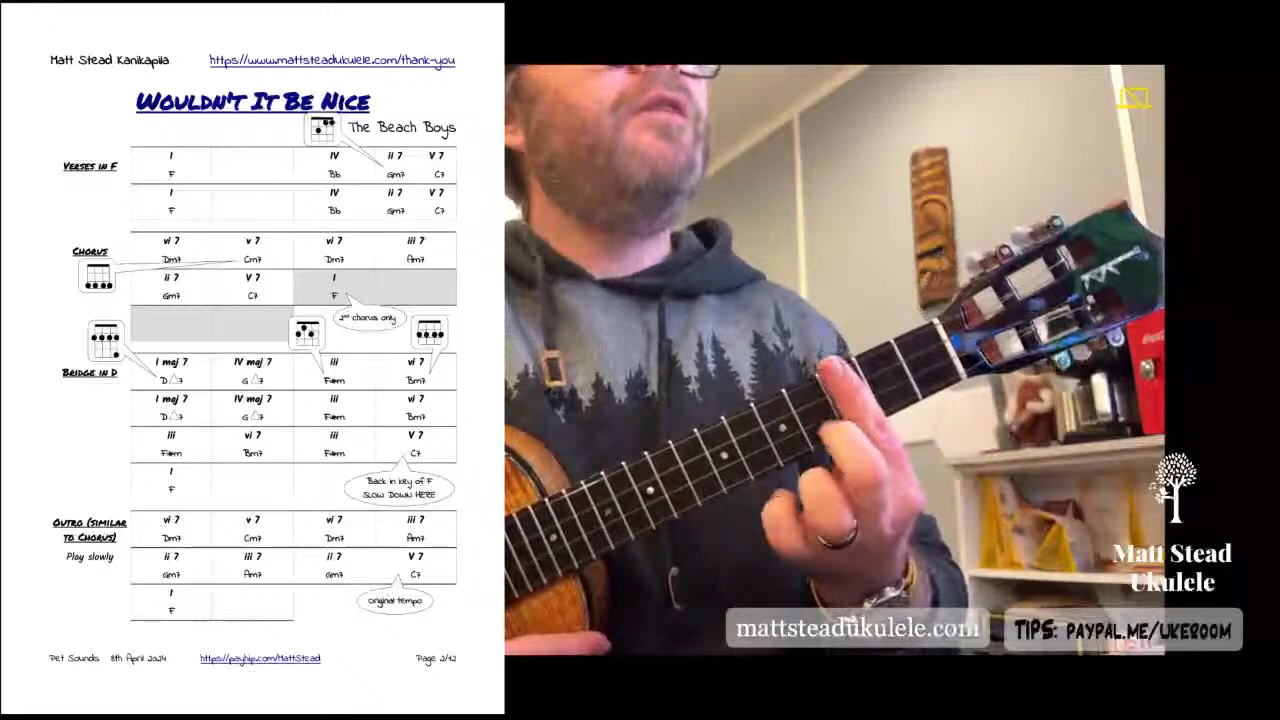 Matt Stead Kanikapila https://www.mattsteadukulele.com/thank-you
Wouldn't It Be Nice
The Beach Boys
Verses in F
I IV ii 7 V 7
F Bb Gm7 C7
I IV ii 7 V 7
F Bb Gm7 C7
Chorus
vi 7 v 7 vi 7 iii 7
Dm7 Cm7 Dm7 Am7
ii 7 V 7 I
Gm7 C7 F
2nd chorus only
Bridge in D
I maj 7 IV maj 7 iii vi 7
D△7 G△7 F#m Bm7
I maj 7 IV maj 7 iii vi 7
D△7 G△7 F#m Bm7
iii vi 7 iii V 7
F#m Bm7 F#m C7
I
F
Back in key of F
SLOW DOWN HERE
Outro (similar
to Chorus)
Play slowly
vi 7 v 7 vi 7 iii 7
Dm7 Cm7 Dm7 Am7
ii 7 iii 7 ii 7 V 7
Gm7 Am7 Gm7 C7
I
F
original tempo
Pet Sounds 8th April 2024 https://payhip.com/MattStead Page 2/12
Matt Stead
Ukulele
mattsteadukulele.com
TIPS: PAYPAL.ME/UKEBOOM